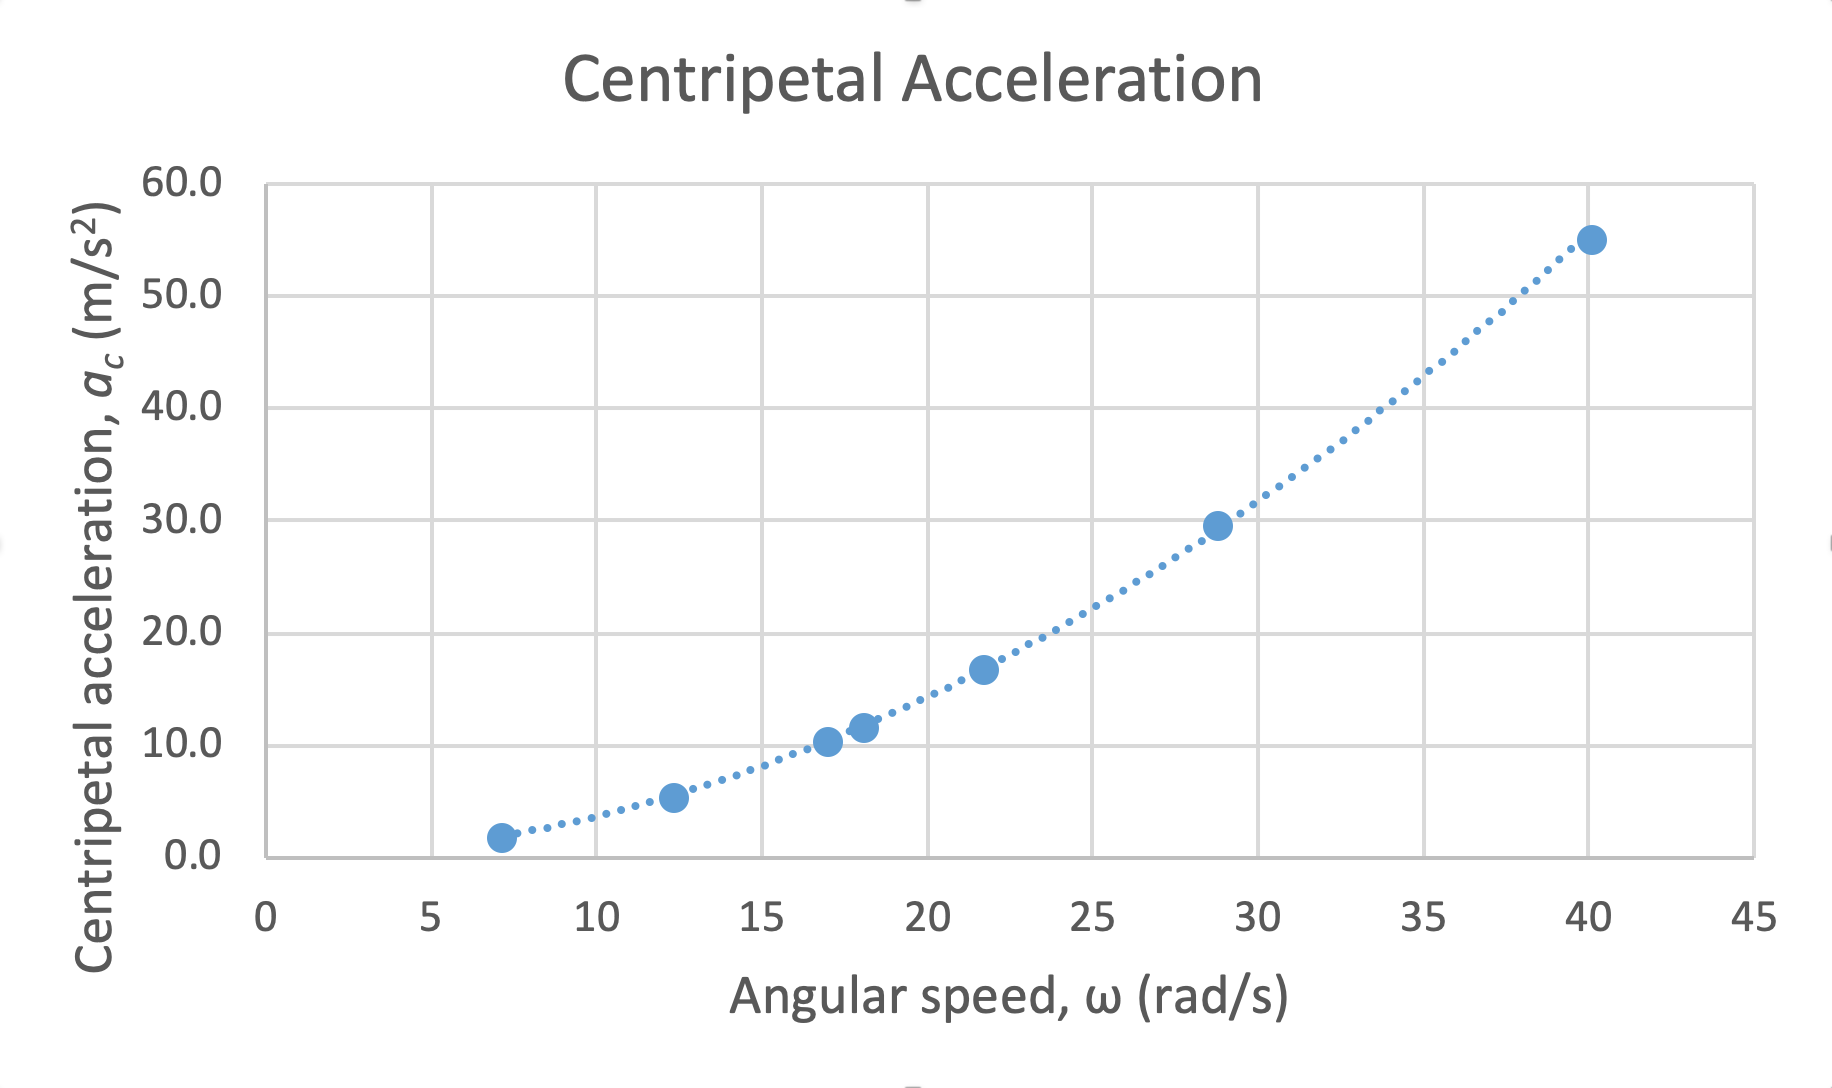 Centripetal Acceleration
Centripetal acceleration, a_c (m/s²)
60.0
50.0
40.0
30.0
20.0
10.0
0.0
0 5 10 15 20 25 30 35 40 45
Angular speed, ω (rad/s)